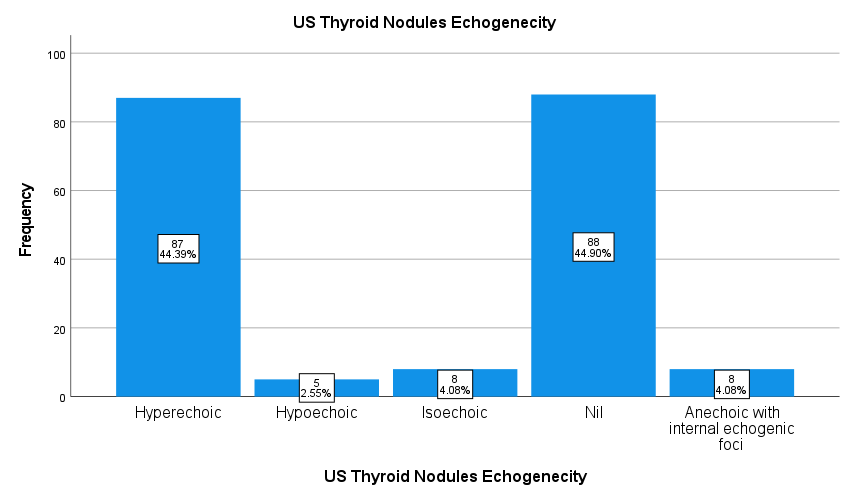 US Thyroid Nodules Echogenecity
Frequency
100
80
60
40
20
0
87
44.39%
5
2.55%
8
4.08%
88
44.90%
8
4.08%
Hyperechoic
Hypoechoic
Isoechoic
Nil
Anechoic with
internal echogenic
foci
US Thyroid Nodules Echogenecity